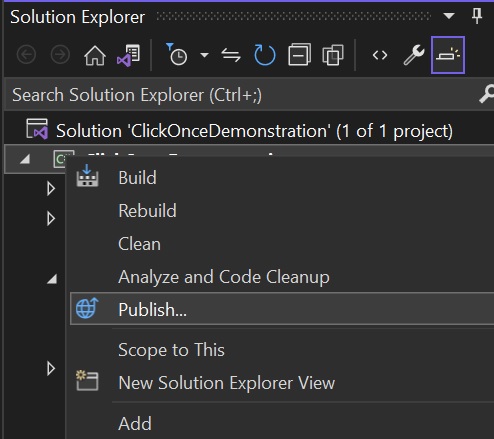 Solution Explorer
Search Solution Explorer (Ctrl+;)
Solution 'ClickOnceDemonstration' (1 of 1 project)
Build
Rebuild
Clean
Analyze and Code Cleanup
Publish...
Scope to This
New Solution Explorer View
Add